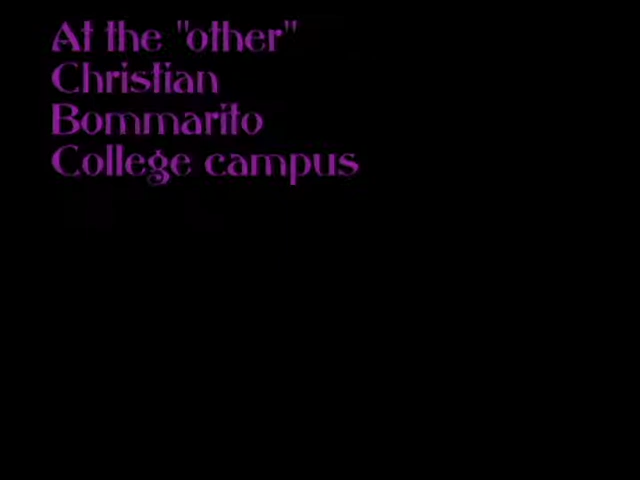 At the "other"
Christian
Bommarito
College campus